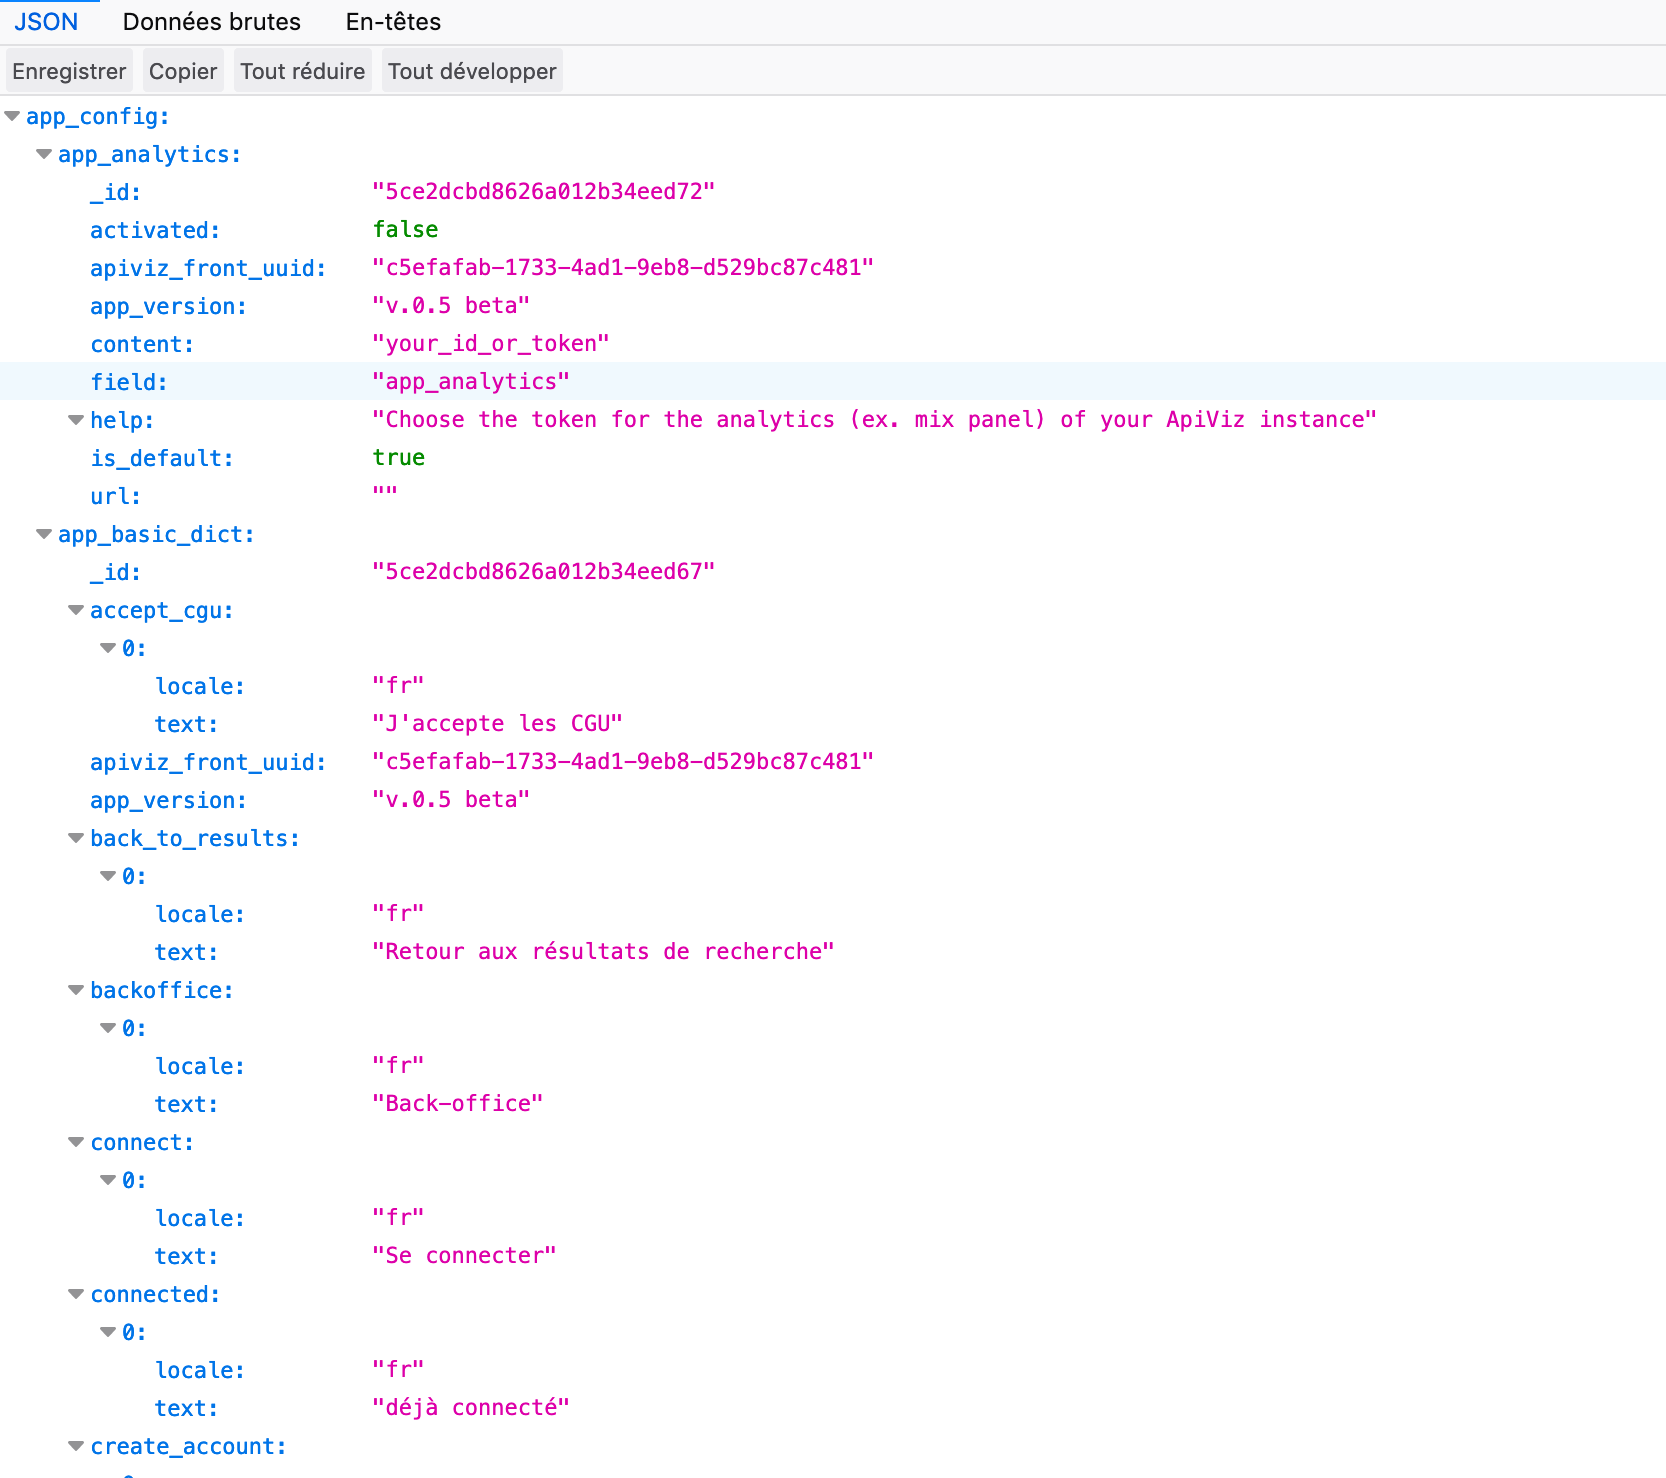 JSON Données brutes En-têtes
Enregistrer Copier Tout réduire Tout développer
app_config:
app_analytics:
_id: "5ce2dcbd8626a012b34eed72"
activated: false
apiviz_front_uuid: "c5efafab-1733-4ad1-9eb8-d529bc87c481"
app_version: "v.0.5 beta"
content: "your_id_or_token"
field: "app_analytics"
help: "Choose the token for the analytics (ex. mix panel) of your ApiViz instance"
is_default: true
url: ""
app_basic_dict:
_id: "5ce2dcbd8626a012b34eed67"
accept_cgu:
0:
locale: "fr"
text: "J'accepte les CGU"
apiviz_front_uuid: "c5efafab-1733-4ad1-9eb8-d529bc87c481"
app_version: "v.0.5 beta"
back_to_results:
0:
locale: "fr"
text: "Retour aux résultats de recherche"
backoffice:
0:
locale: "fr"
text: "Back-office"
connect:
0:
locale: "fr"
text: "Se connecter"
connected:
0:
locale: "fr"
text: "déjà connecté"
create_account: